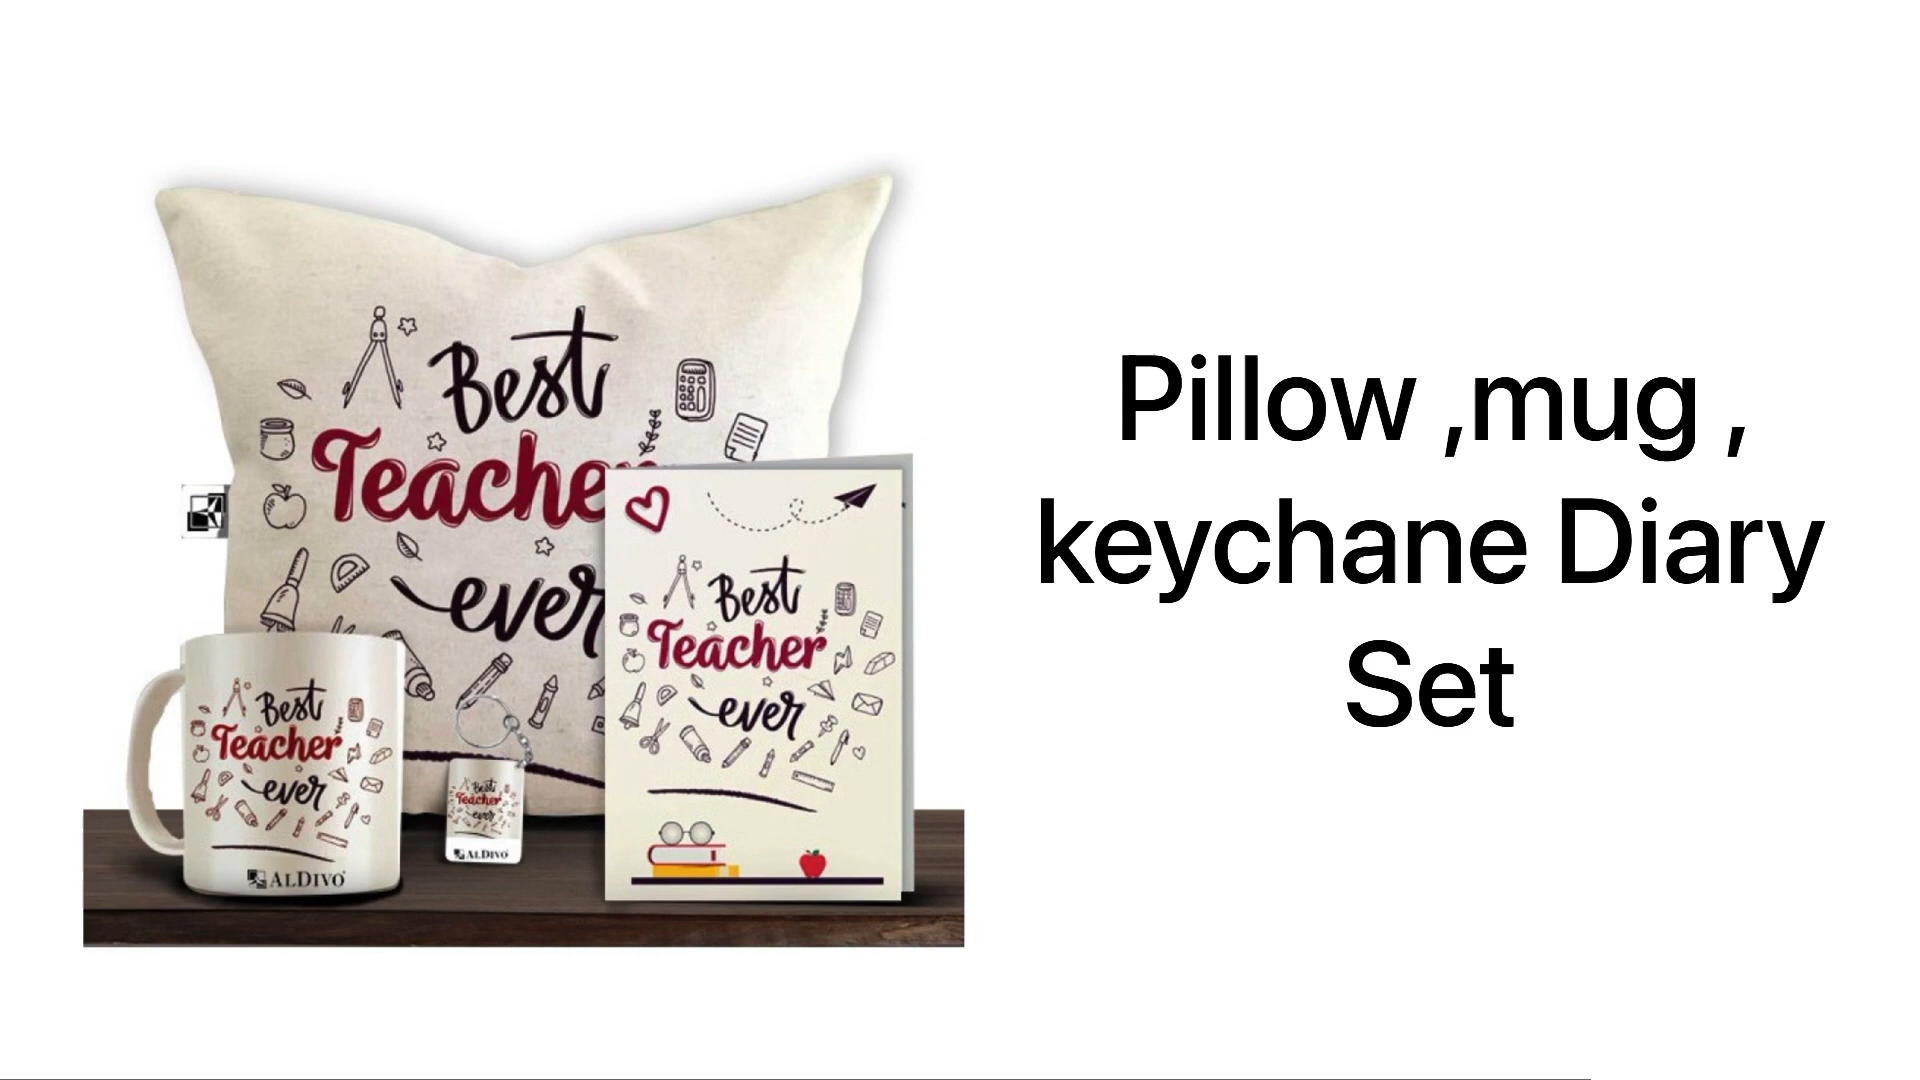 Best
Teacher
ever
Best
Teacher
ever
Best
Teacher
ever
ALDIVO
Best
Teacher
ever
ALDIVO
Pillow ,mug ,
keychane Diary
Set